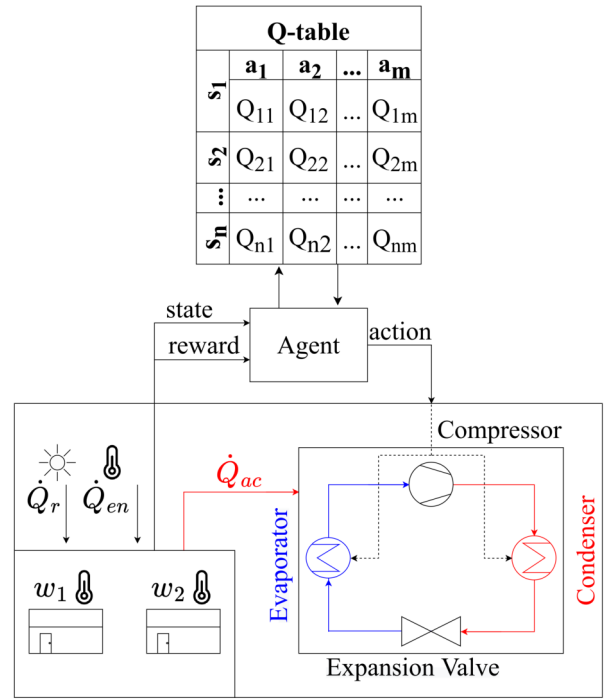 Q-table
a1 a2 ... am
s1 Q11 Q12 ... Q1m
s2 Q21 Q22 ... Q2m
... ... ... ... ...
sn Qn1 Qn2 ... Qnm
state
reward
Agent
action
Compressor
Q̇ac
Q̇r Q̇en
Evaporator
Condenser
w1 w2
Expansion Valve